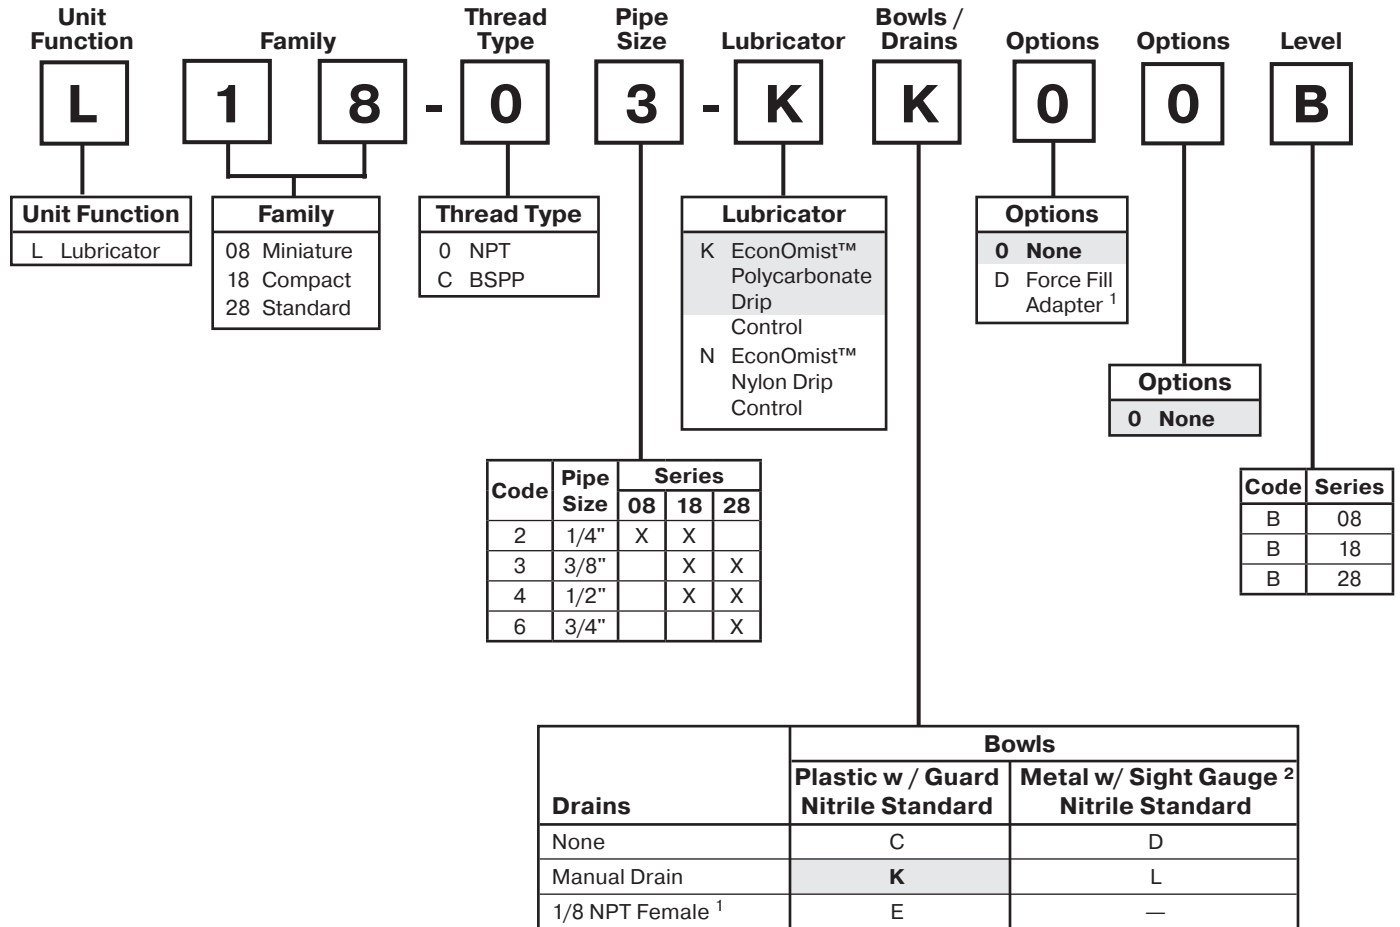 Unit Function
Family
Thread Type
Pipe Size
Lubricator
Bowls / Drains
Options
Options
Level
L 1 8 - 0 3 - K K 0 0 B
Unit Function
L Lubricator
Family
08 Miniature
18 Compact
28 Standard
Thread Type
0 NPT
C BSPP
Lubricator
K EconOmist™
Polycarbonate
Drip
Control
N EconOmist™
Nylon Drip
Control
Options
0 None
D Force Fill
Adapter 1
Options
0 None
Code Pipe Size Series
08 18 28
2 1/4" X X
3 3/8" X X
4 1/2" X X
6 3/4" X
Code Series
B 08
B 18
B 28
Bowls
Drains
Plastic w / Guard Nitrile Standard
Metal w/ Sight Gauge 2 Nitrile Standard
None C D
Manual Drain K L
1/8 NPT Female 1 E —